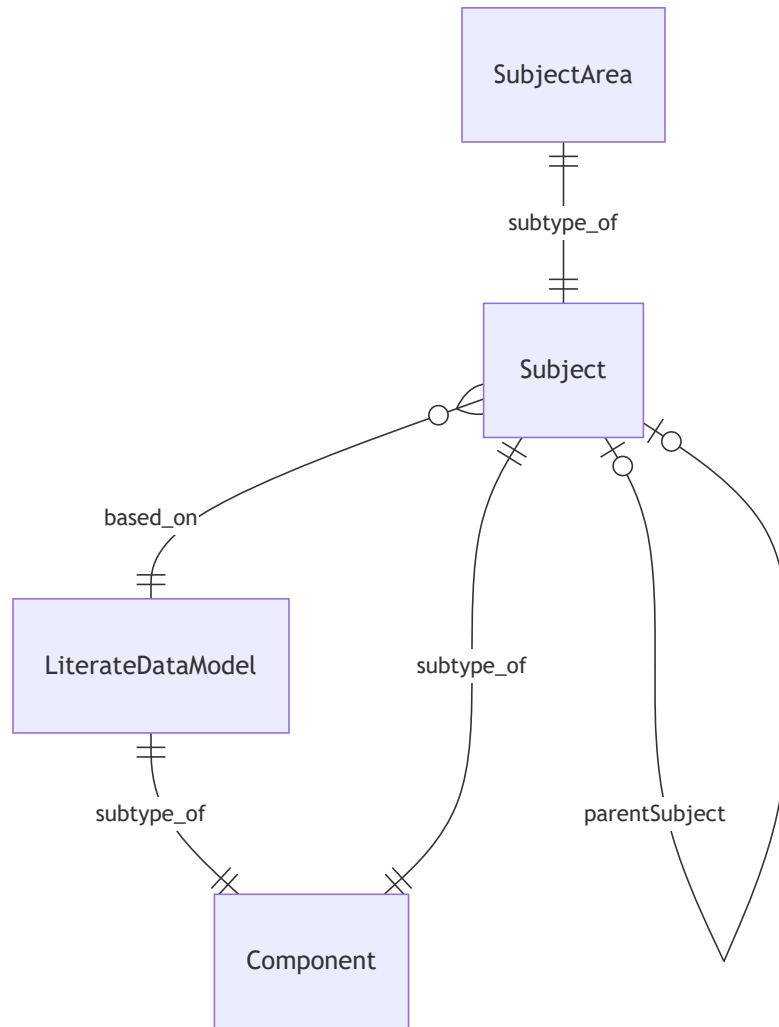 SubjectArea
subtype_of
Subject
based_on
LiterateDataModel
subtype_of
subtype_of
parentSubject
Component